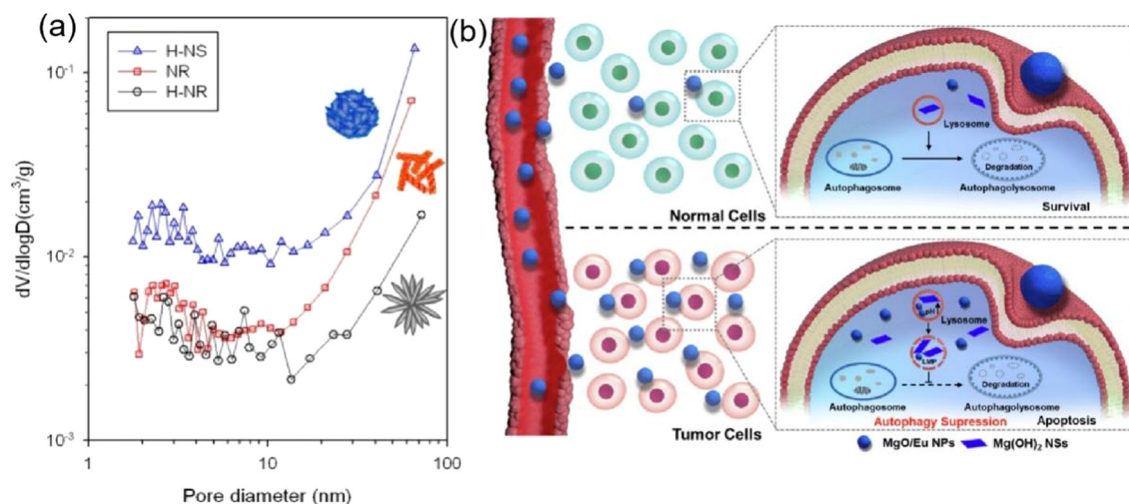 (a)
H-NS
NR
H-NR
10⁻¹
10⁻²
10⁻³
dV/dlogD(cm³/g)
1
10
100
Pore diameter (nm)
(b)
Normal Cells
Lysosome
Autophagosome
Degradation
Autophagolysosome
Survival
Tumor Cells
pH
Lysosome
LMP
Autophagosome
Degradation
Autophagolysosome
Autophagy Supression
Apoptosis
MgO/Eu NPs
Mg(OH)₂ NSs